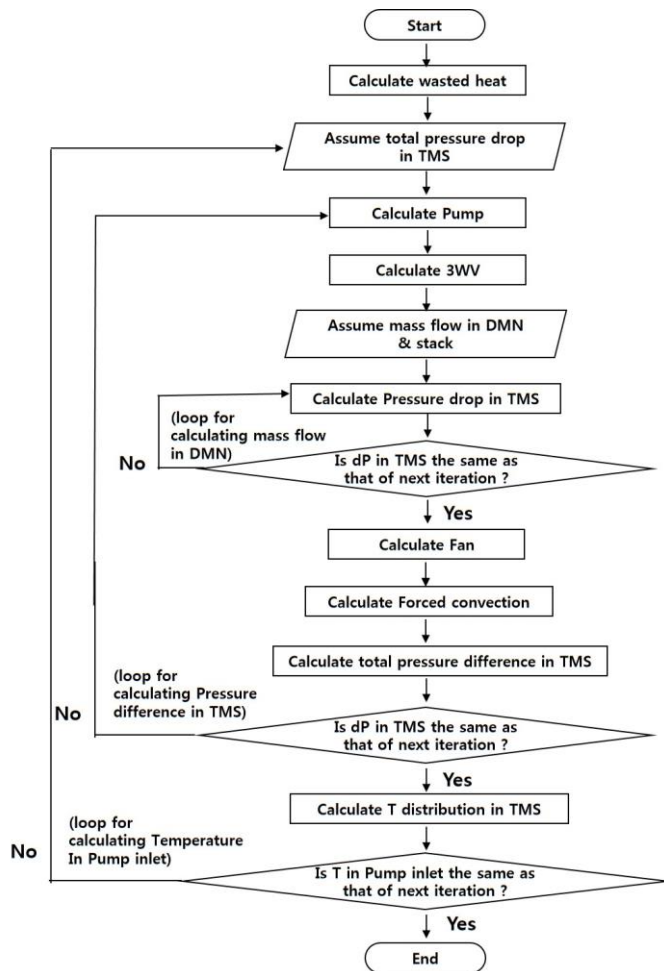 Start
Calculate wasted heat
Assume total pressure drop
in TMS
Calculate Pump
Calculate 3WV
Assume mass flow in DMN
& stack
Calculate Pressure drop in TMS
(loop for
calculating mass flow
in DMN)
No
Is dP in TMS the same as
that of next iteration ?
Yes
Calculate Fan
Calculate Forced convection
Calculate total pressure difference in TMS
(loop for
calculating Pressure
difference in TMS)
No
Is dP in TMS the same as
that of next iteration ?
Yes
Calculate T distribution in TMS
(loop for
calculating Temperature
In Pump inlet)
No
Is T in Pump inlet the same as
that of next iteration ?
Yes
End